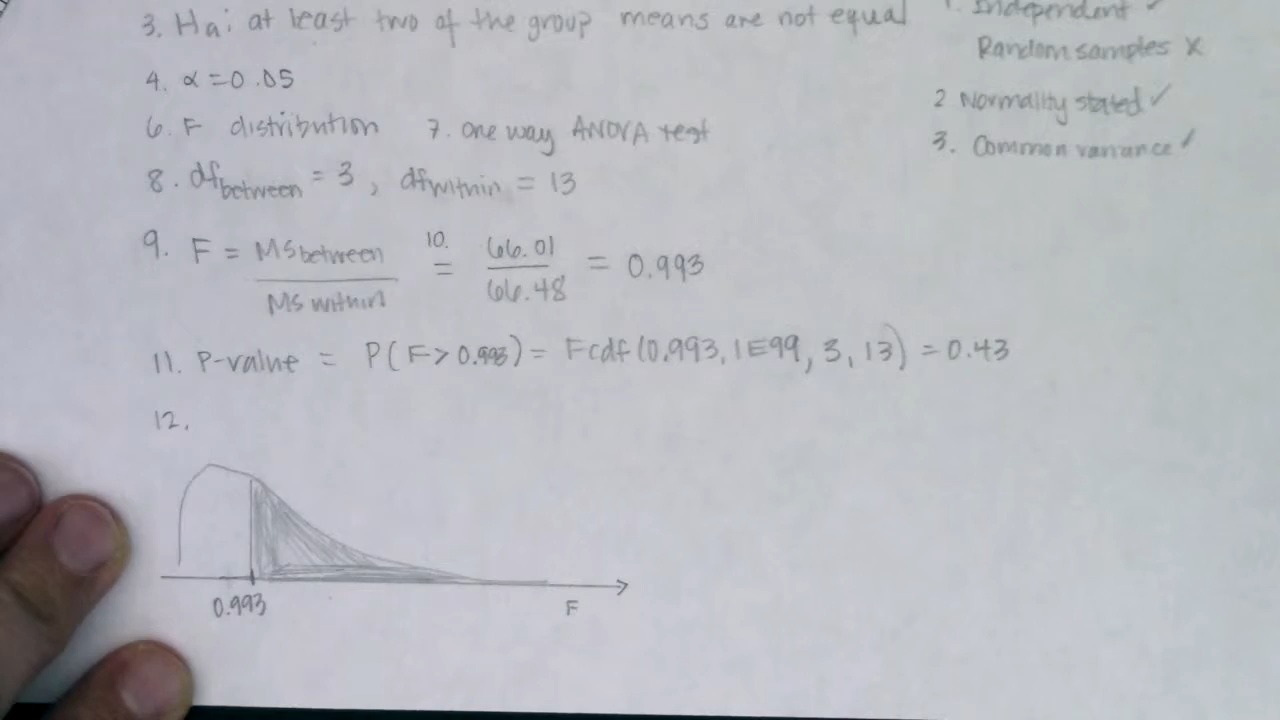 3. Ha: at least two of the group means are not equal
1. Independent ✓
Random samples x
4. α = 0.05
2 Normality stated ✓
6. F distribution 7. one way ANOVA test
3. Common variance ✓
8. df between = 3, df within = 13
9. F = MS between / MS within 10. = 66.01 / 66.48 = 0.993
11. P-value = P(F > 0.993) = Fcdf(0.993, 1E99, 3, 13) = 0.43
12.
0.993 F